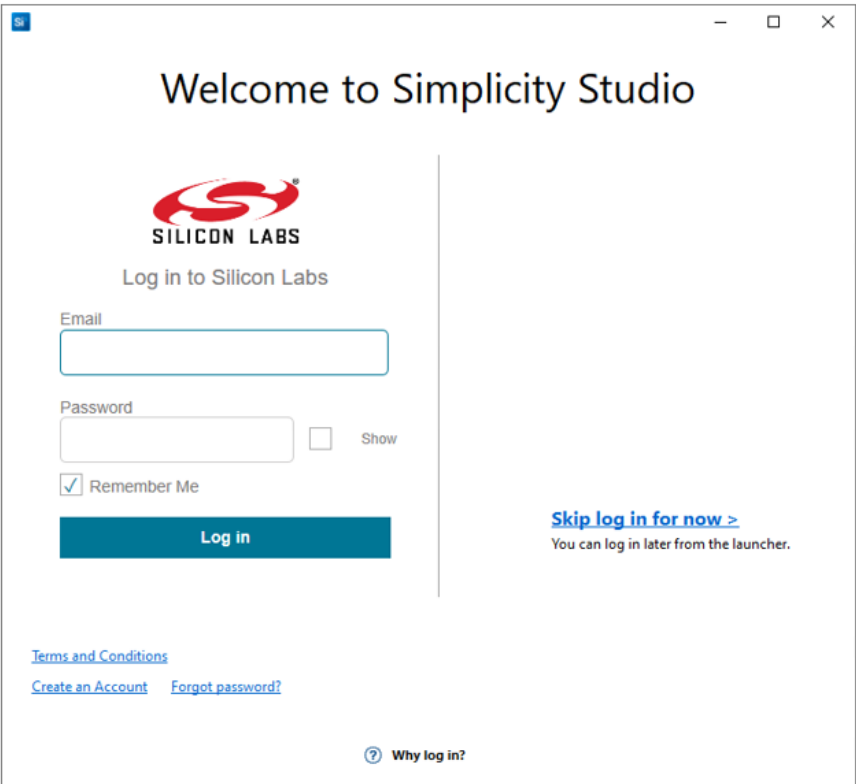 Si
Welcome to Simplicity Studio
SILICON LABS
®
Log in to Silicon Labs
Email
Password
Show
Remember Me
Log in
Skip log in for now >
You can log in later from the launcher.
Terms and Conditions
Create an Account Forgot password?
? Why log in?